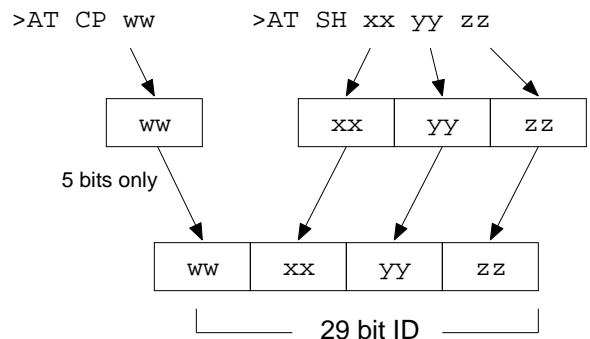 >AT CP ww >AT SH xx yy zz
ww xx yy zz
5 bits only
ww xx yy zz
29 bit ID